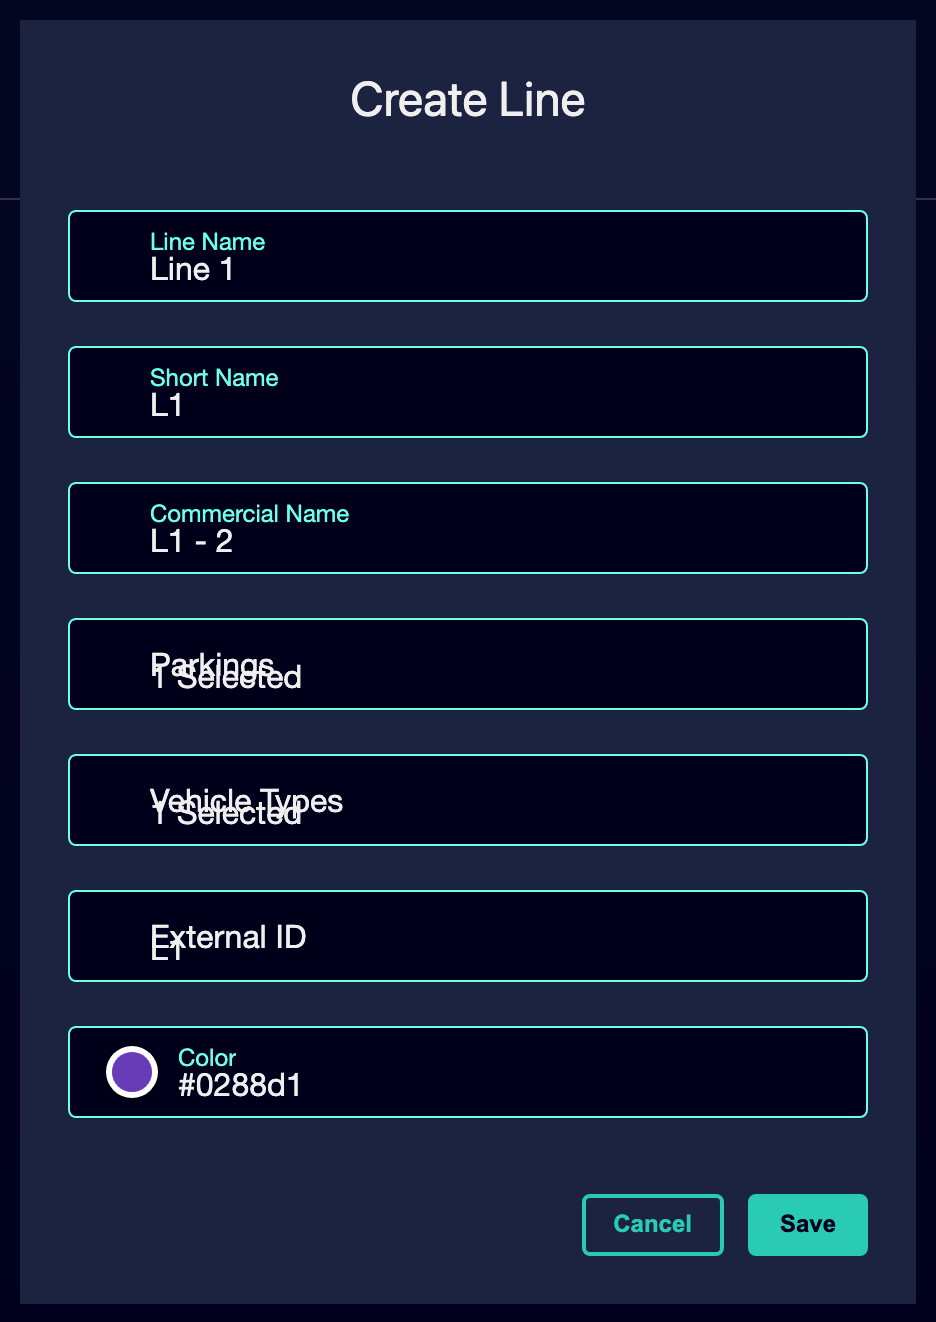 Create Line
Line Name
Line 1
Short Name
L1
Commercial Name
L1 - 2
Parkings
1 Selected
Vehicle Types
1 Selected
External ID
L1
Color
#0288d1
Cancel
Save